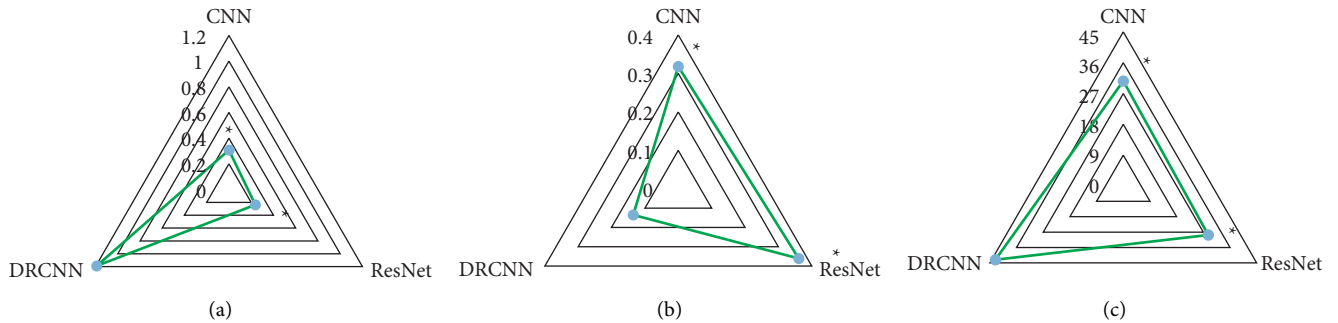 CNN
1.2
1
0.8
0.6
0.4
0.2
0
*
*
DRCNN
ResNet
(a)
CNN
0.4
0.3
0.2
0.1
0
*
*
DRCNN
ResNet
(b)
CNN
45
36
27
18
9
0
*
*
DRCNN
ResNet
(c)